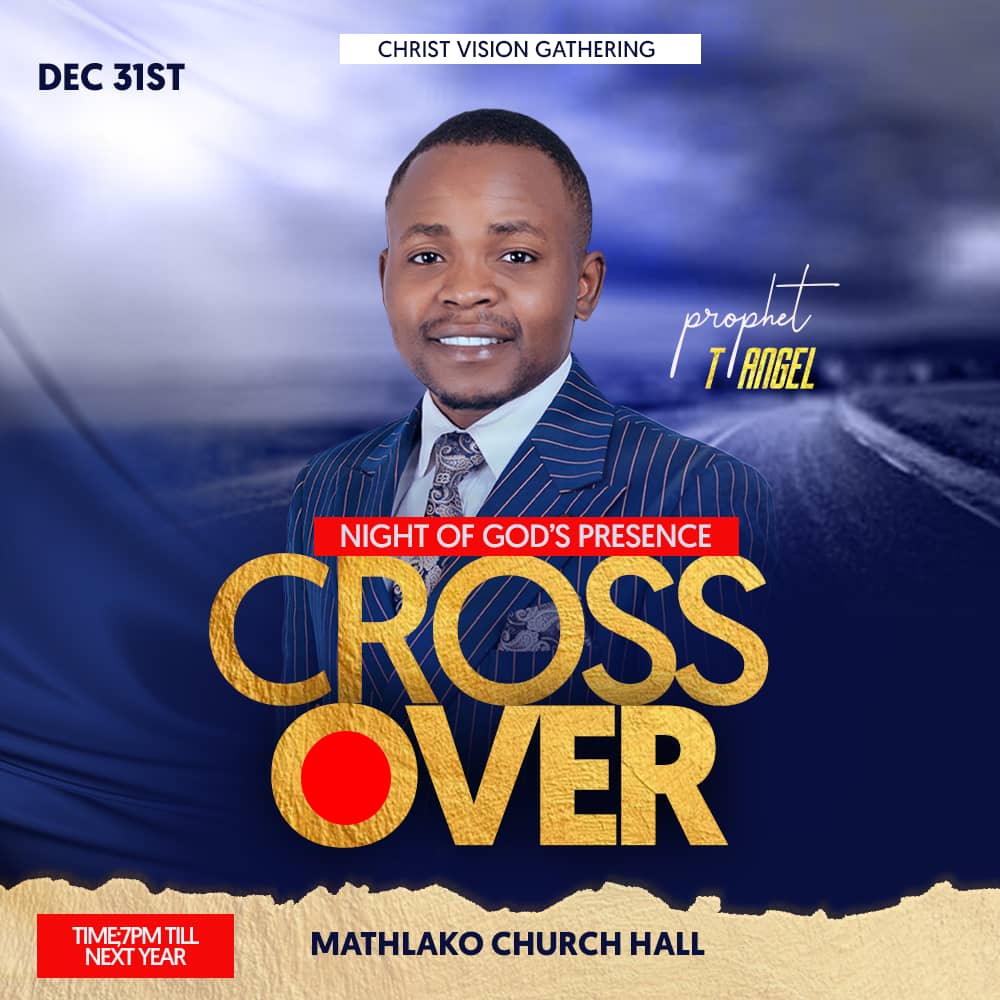 CHRIST VISION GATHERING
DEC 31ST
prophet
T ANGEL
NIGHT OF GOD'S PRESENCE
CROSS
OVER
TIME;7PM TILL
NEXT YEAR
MATHLAKO CHURCH HALL